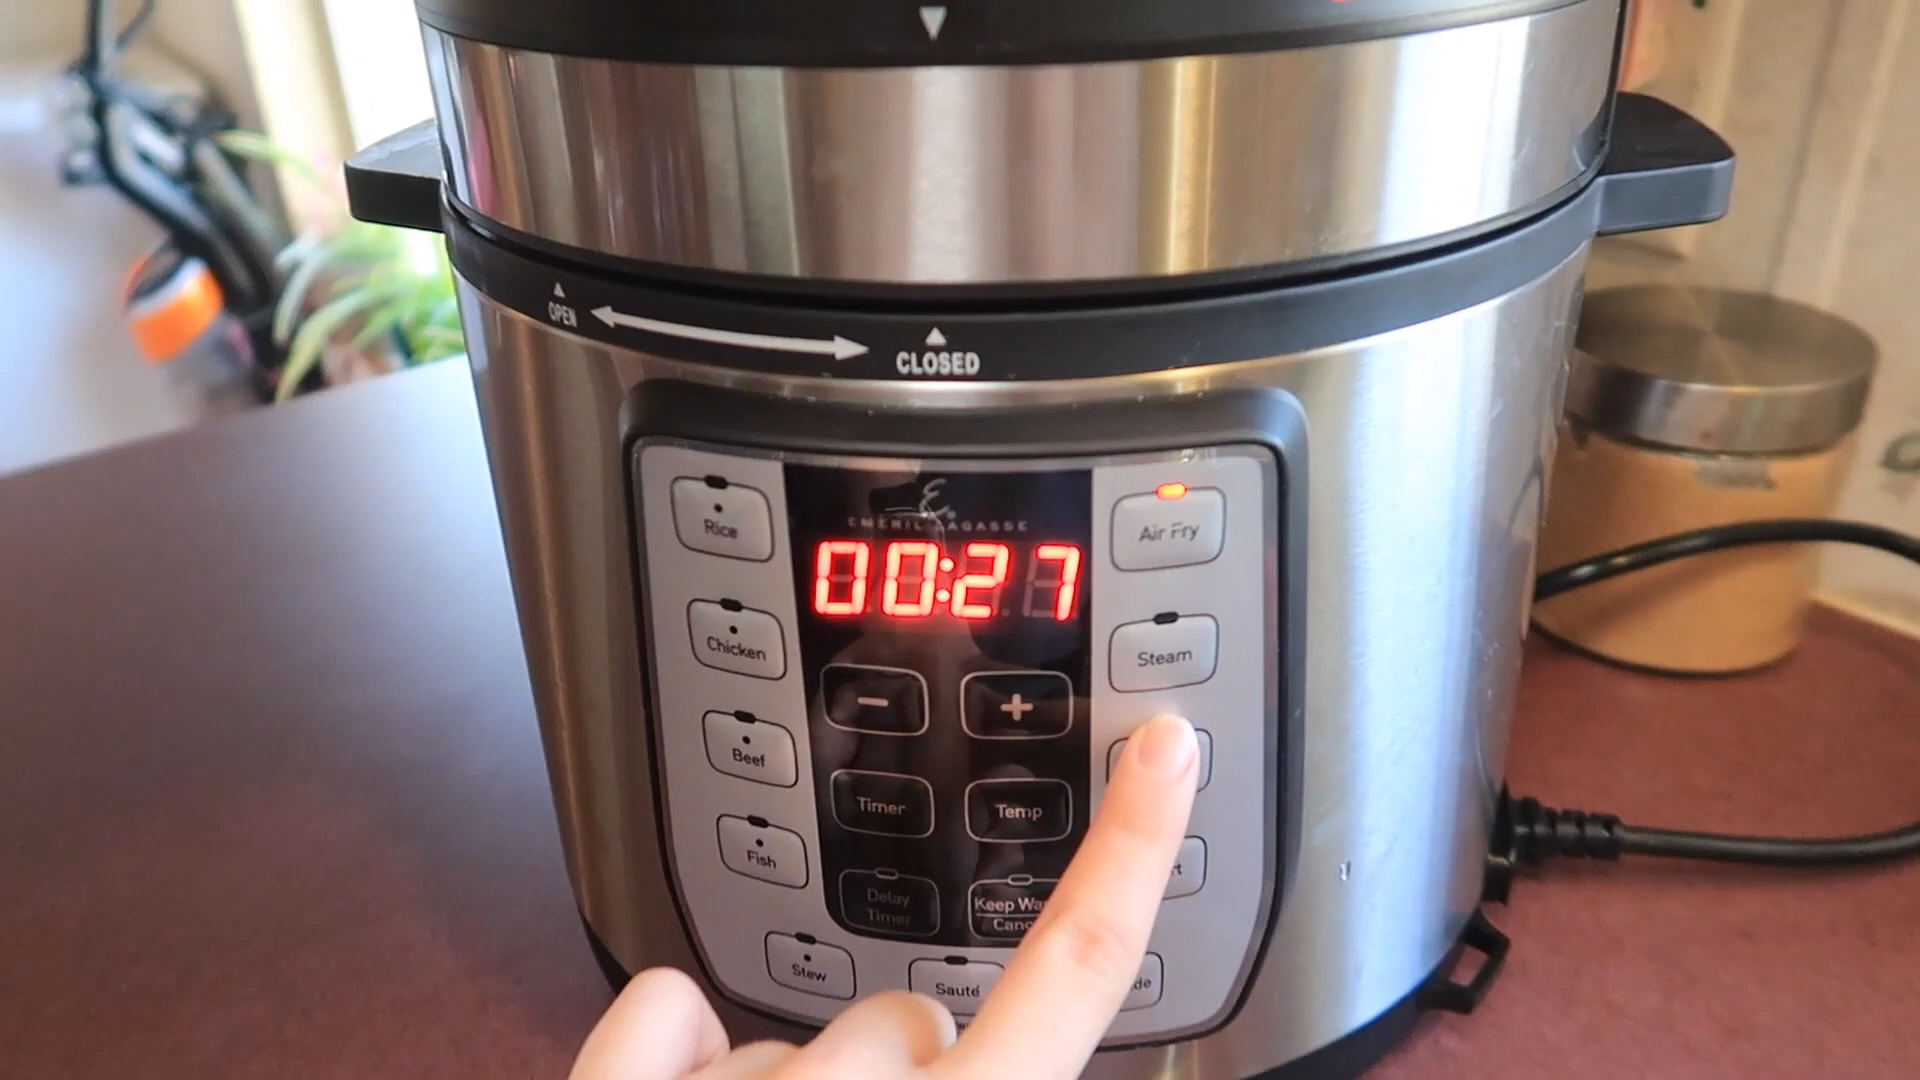 OPEN
CLOSED
EMERIL LAGASSE
00:27
Rice
Air Fry
Chicken
Steam
Beef
Timer
Temp
Fish
Delay
Timer
Keep
Stew
Sauté